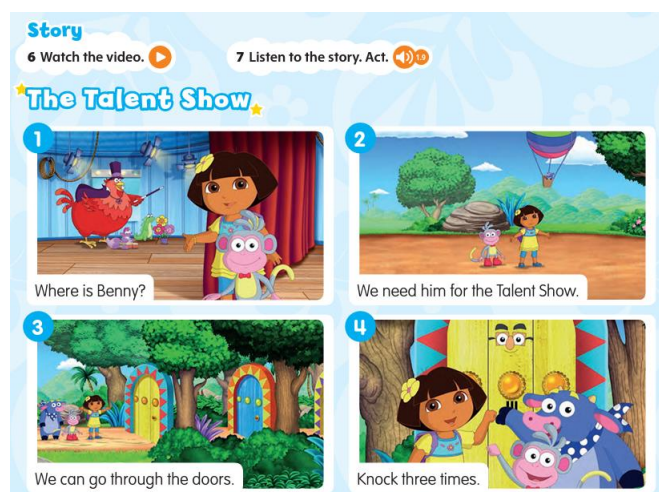 Story
6 Watch the video.
7 Listen to the story. Act. 1.9
The Talent Show
1
Where is Benny?
2
We need him for the Talent Show.
3
We can go through the doors.
4
Knock three times.